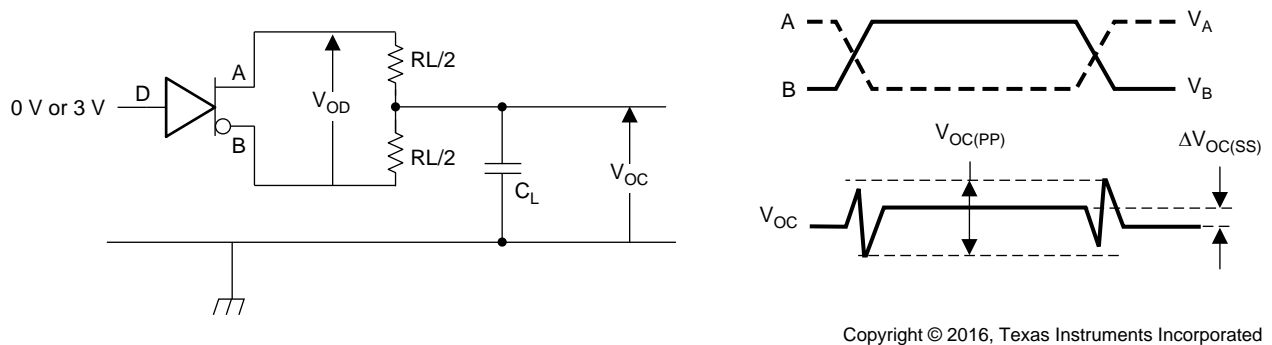 0 V or 3 V
D
A
B
V_OD
RL/2
RL/2
C_L
V_OC
A
V_A
B
V_B
V_OC(PP)
ΔV_OC(SS)
V_OC
Copyright © 2016, Texas Instruments Incorporated